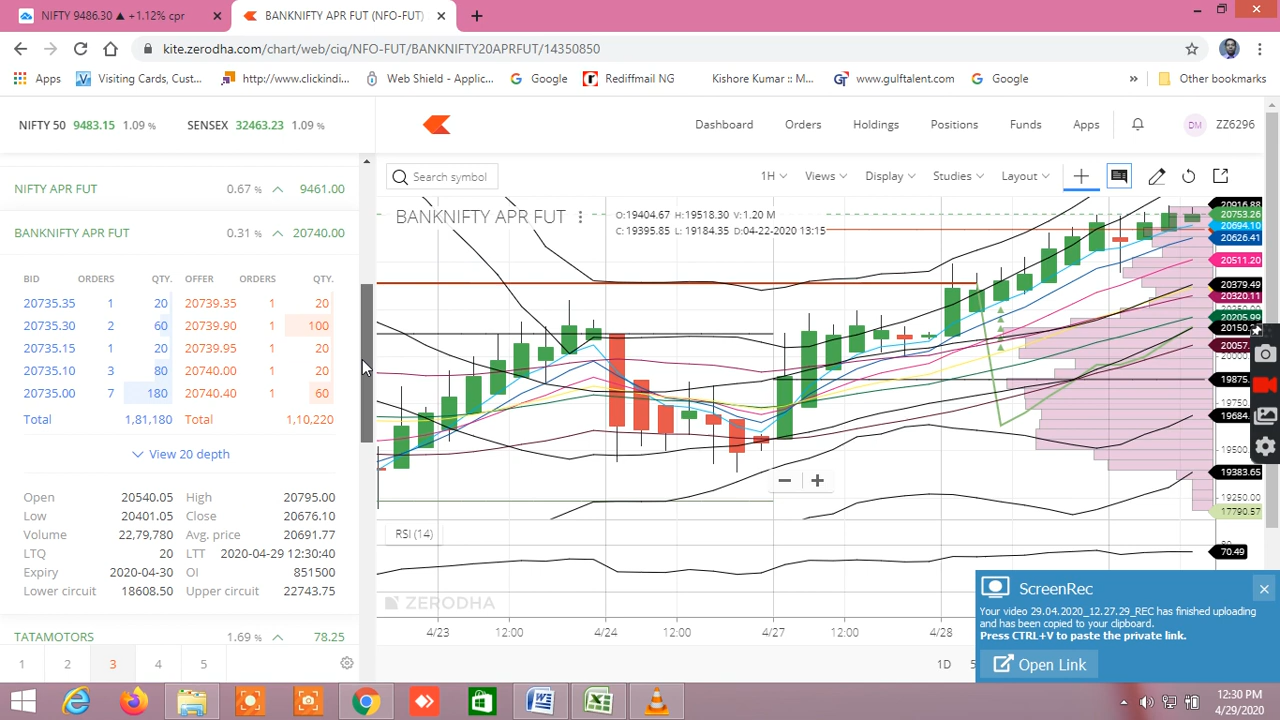 NIFTY 9486.30 ▲ +1.12% cpr
BANKNIFTY APR FUT (NFO-FUT)
kite.zerodha.com/chart/web/ciq/NFO-FUT/BANKNIFTY20APRFUT/14350850
Apps Visiting Cards, Cust... http://www.clickindi... Web Shield - Applic... Google Rediffmail NG Kishore Kumar :: M... www.gulftalent.com Google » Other bookmarks
NIFTY 50 9483.15 1.09 % SENSEX 32463.23 1.09 %
Dashboard Orders Holdings Positions Funds Apps DM ZZ6296
NIFTY APR FUT 0.67 % 9461.00
BANKNIFTY APR FUT 0.31 % 20740.00
BID ORDERS QTY. OFFER ORDERS QTY.
20735.35 1 20 20739.35 1 20
20735.30 2 60 20739.90 1 100
20735.15 1 20 20739.95 1 20
20735.10 3 80 20740.00 1 20
20735.00 7 180 20740.40 1 60
Total 1,81,180 Total 1,10,220
View 20 depth
Open 20540.05 High 20795.00
Low 20401.05 Close 20676.10
Volume 22,79,780 Avg. price 20691.77
LTQ 20 LTT 2020-04-29 12:30:40
Expiry 2020-04-30 OI 851500
Lower circuit 18608.50 Upper circuit 22743.75
TATAMOTORS 1.69 % 78.25
1 2 3 4 5
Search symbol 1H Views Display Studies Layout
BANKNIFTY APR FUT
O:19404.67 H:19518.30 V:1.20 M
C:19395.85 L: 19184.35 D:04-22-2020 13:15
20916.88
20753.26
20694.10
20626.41
20511.20
20379.49
20320.11
20205.99
20150.
20057.
19875.
19750
19684.
19500
19383.65
19250.00
17790.57
RSI (14)
70.49
ZERODHA
4/23 12:00 4/24 12:00 4/27 12:00 4/28
1D
ScreenRec
Your video 29.04.2020_12.27.29_REC has finished uploading
and has been copied to your clipboard.
Press CTRL+V to paste the private link.
Open Link
12:30 PM
4/29/2020